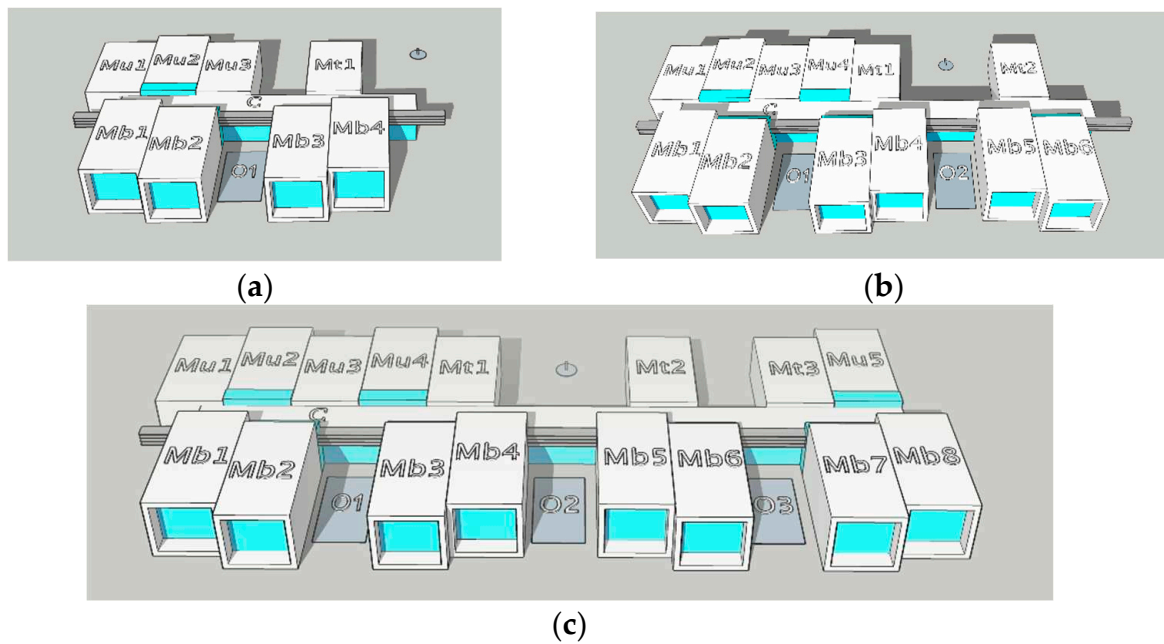 Mu1 Mu2 Mu3 Mt1
C
Mb1 Mb2 Mb3 Mb4
O1
(a)
Mu1 Mu2 Mu3 Mu4 Mt1 Mt2
C
Mb1 Mb2 Mb3 Mb4 Mb5 Mb6
O1 O2
(b)
Mu1 Mu2 Mu3 Mu4 Mt1 Mt2 Mt3 Mu5
C
Mb1 Mb2 Mb3 Mb4 Mb5 Mb6 Mb7 Mb8
O1 O2 O3
(c)